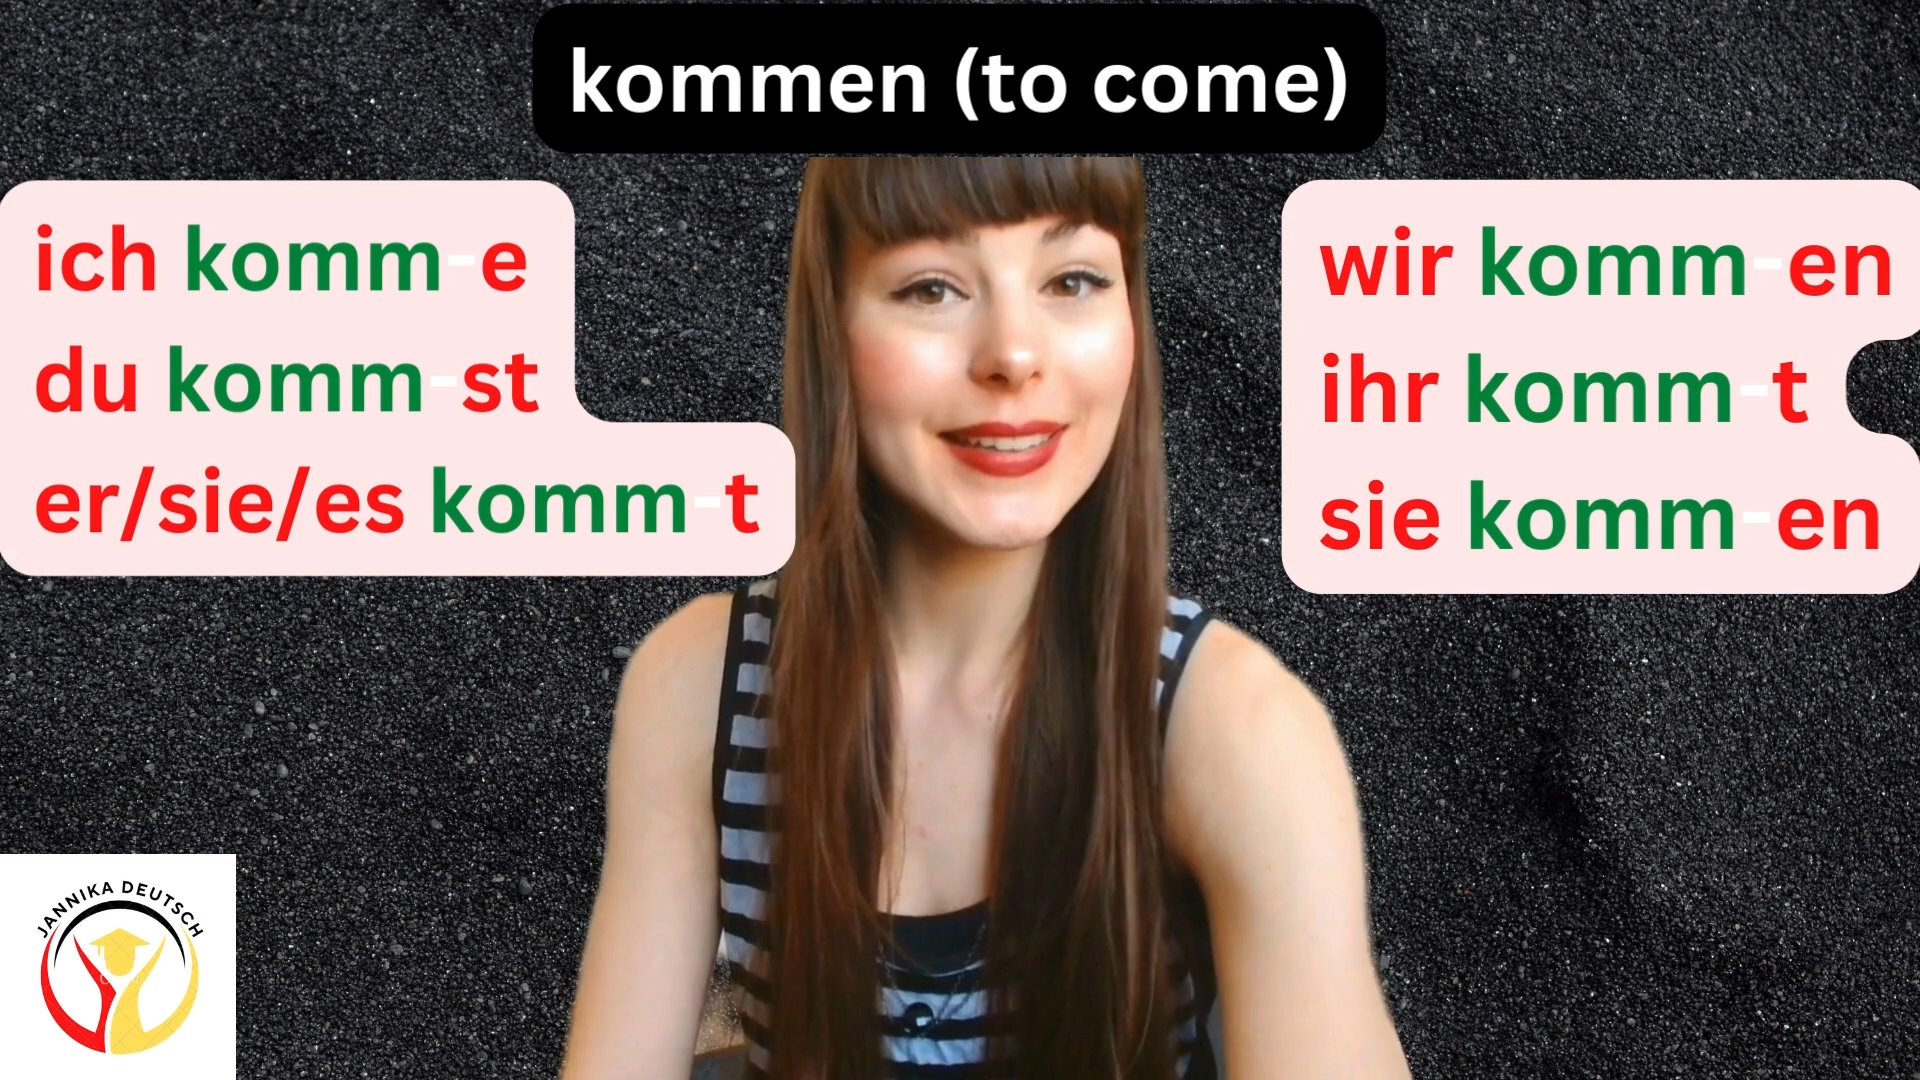 kommen (to come)
ich komm-e
du komm-st
er/sie/es komm-t
wir komm-en
ihr komm-t
sie komm-en
JANNIKA DEUTSCH